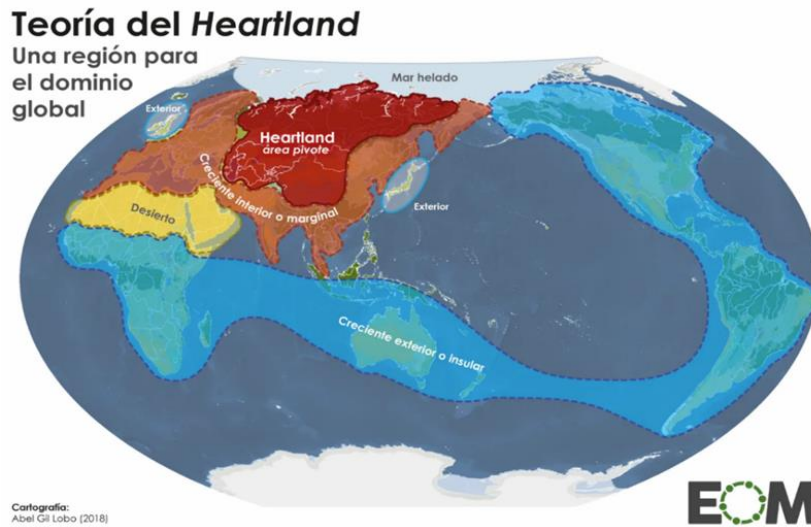 Teoría del Heartland
Una región para
el dominio
global
Mar helado
Exterior
Heartland
área pivote
Creciente interior o marginal
Desierto
Exterior
Creciente exterior o insular
Cartografía:
Abel Gil Lobo (2018)
EOM